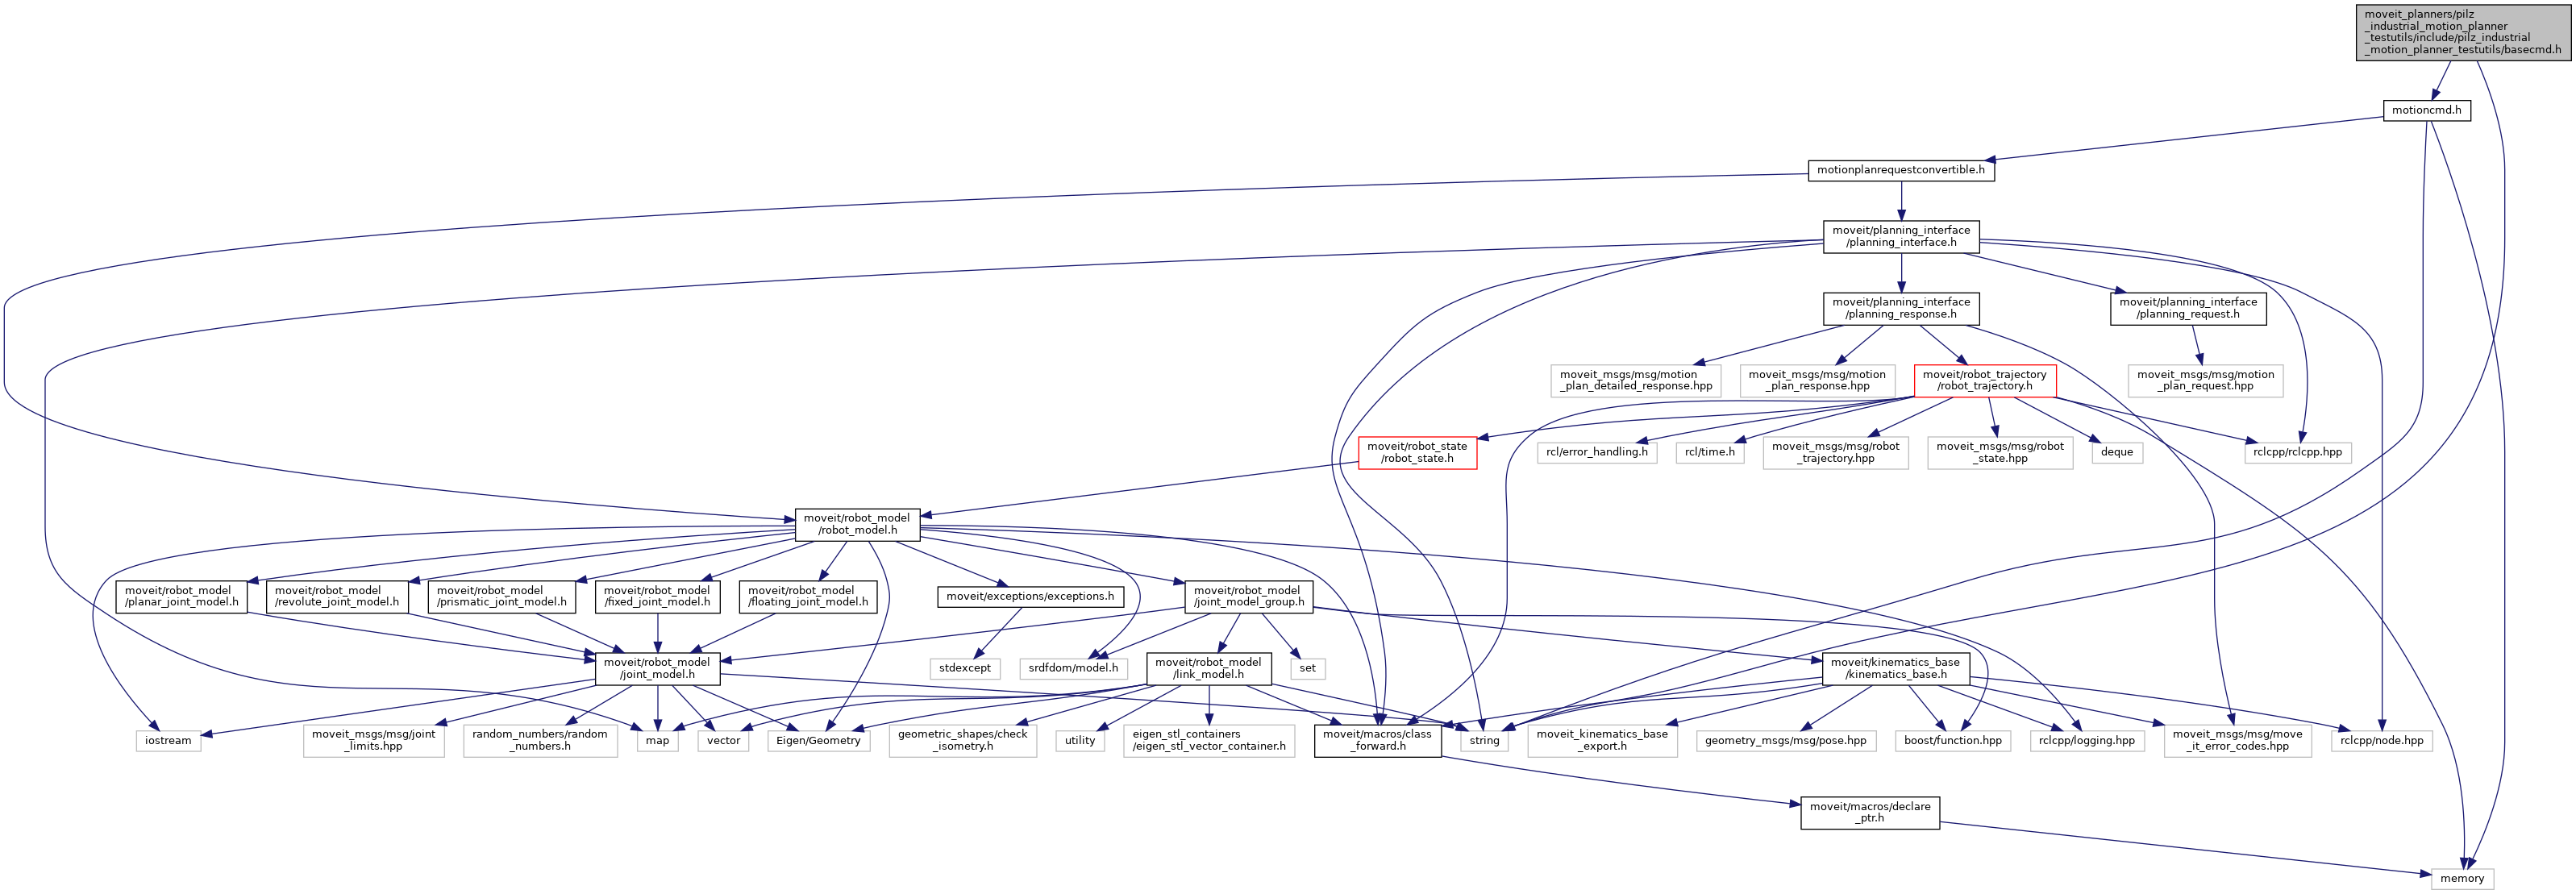 moveit_planners/pilz
_industrial_motion_planner
_testutils/include/pilz_industrial
_motion_planner_testutils/basecmd.h
motioncmd.h
motionplanrequestconvertible.h
moveit/planning_interface
/planning_interface.h
moveit/planning_interface
/planning_response.h
moveit/planning_interface
/planning_request.h
moveit_msgs/msg/motion
_plan_detailed_response.hpp
moveit_msgs/msg/motion
_plan_response.hpp
moveit/robot_trajectory
/robot_trajectory.h
moveit_msgs/msg/motion
_plan_request.hpp
moveit/robot_state
/robot_state.h
rcl/error_handling.h
rcl/time.h
moveit_msgs/msg/robot
_trajectory.hpp
moveit_msgs/msg/robot
_state.hpp
deque
rclcpp/rclcpp.hpp
moveit/robot_model
/robot_model.h
moveit/robot_model
/planar_joint_model.h
moveit/robot_model
/revolute_joint_model.h
moveit/robot_model
/prismatic_joint_model.h
moveit/robot_model
/fixed_joint_model.h
moveit/robot_model
/floating_joint_model.h
moveit/exceptions/exceptions.h
moveit/robot_model
/joint_model_group.h
moveit/robot_model
/joint_model.h
stdexcept
srdfdom/model.h
moveit/robot_model
/link_model.h
set
moveit/kinematics_base
/kinematics_base.h
iostream
moveit_msgs/msg/joint
_limits.hpp
random_numbers/random
_numbers.h
map
vector
Eigen/Geometry
geometric_shapes/check
_isometry.h
utility
eigen_stl_containers
/eigen_stl_vector_container.h
moveit/macros/class
_forward.h
string
moveit_kinematics_base
_export.h
geometry_msgs/msg/pose.hpp
boost/function.hpp
rclcpp/logging.hpp
moveit_msgs/msg/move
_it_error_codes.hpp
rclcpp/node.hpp
moveit/macros/declare
_ptr.h
memory